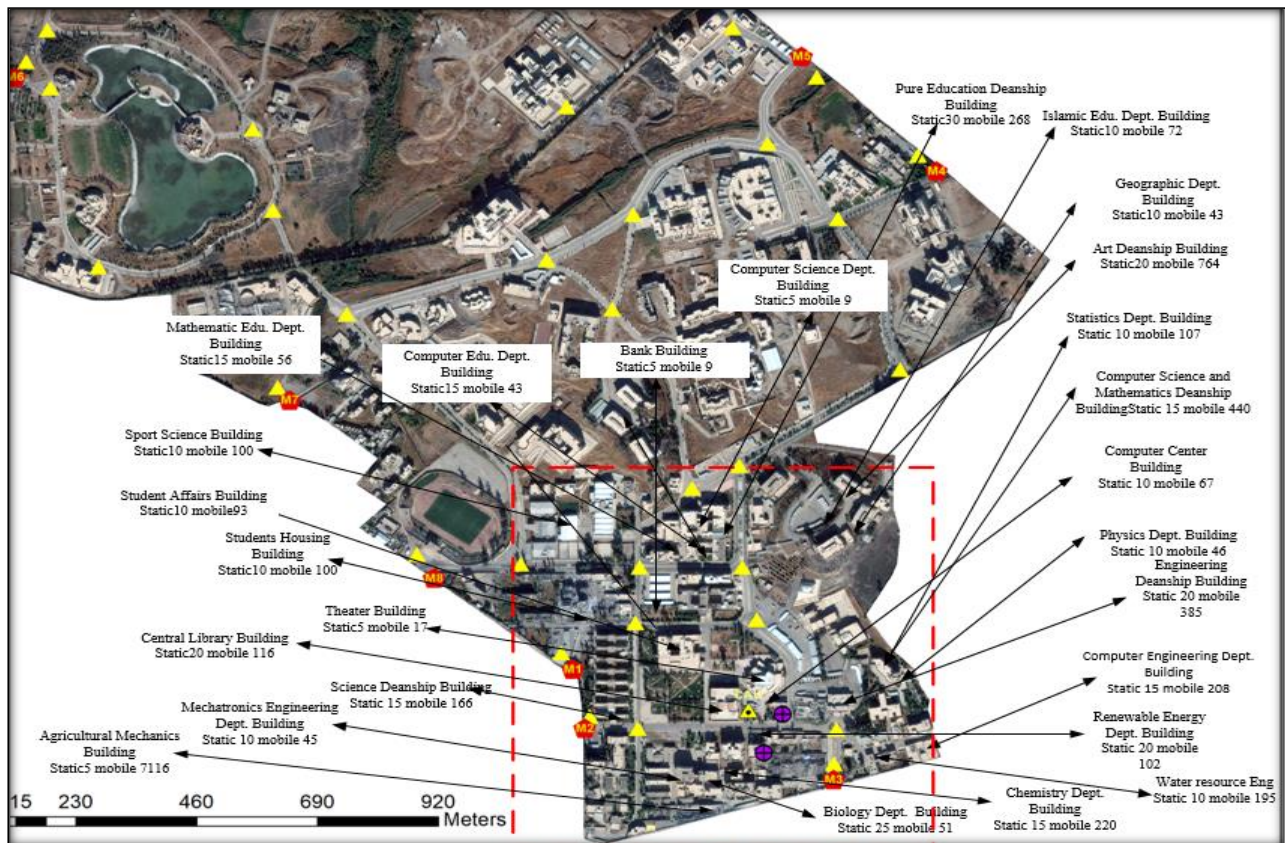 M6
M5
Pure Education Deanship
Building
Static30 mobile 268
Islamic Edu. Dept. Building
Static10 mobile 72
M4
Geographic Dept.
Building
Static10 mobile 43
Art Deanship Building
Static20 mobile 764
Computer Science Dept.
Building
Static5 mobile 9
Statistics Dept. Building
Static 10 mobile 107
Mathematic Edu. Dept.
Building
Static15 mobile 56
Computer Edu. Dept.
Building
Static15 mobile 43
Bank Building
Static5 mobile 9
Computer Science and
Mathematics Deanship
BuildingStatic 15 mobile 440
M7
Sport Science Building
Static10 mobile 100
Computer Center
Building
Static 10 mobile 67
Student Affairs Building
Static10 mobile93
Students Housing
Building
Static10 mobile 100
Physics Dept. Building
Static 10 mobile 46
Engineering
Deanship Building
Static 20 mobile
385
M8
Theater Building
Static5 mobile 17
Central Library Building
Static20 mobile 116
M1
Computer Engineering Dept.
Building
Static 15 mobile 208
Science Deanship Building
Static 15 mobile 166
Mechatronics Engineering
Dept. Building
Static 10 mobile 45
M2
Renewable Energy
Dept. Building
Static 20 mobile
102
Agricultural Mechanics
Building
Static5 mobile 7116
M3
Water resource Eng
Static 10 mobile 195
Chemistry Dept.
Building
Static 15 mobile 220
Biology Dept. Building
Static 25 mobile 51
15 230 460 690 920
Meters